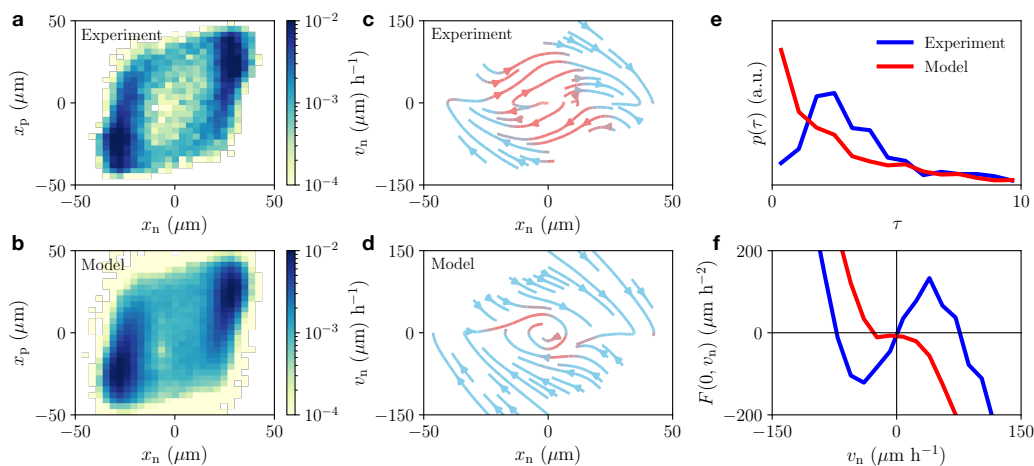 a
Experiment
50
0
−50
x_p (μm)
10^−2
10^−3
10^−4
b
Model
50
0
−50
x_p (μm)
−50 0 50
x_n (μm)
10^−2
10^−3
10^−4
c
Experiment
150
0
−150
v_n (μm) h^−1)
−50 0 50
x_n (μm)
d
Model
150
0
−150
v_n (μm) h^−1)
−50 0 50
x_n (μm)
e
Experiment
Model
p(τ) (a.u.)
0 10
τ
f
200
0
−200
F(0, v_n) (μm h^−2)
−150 0 150
v_n (μm h^−1)
−50 0 50
x_n (μm)